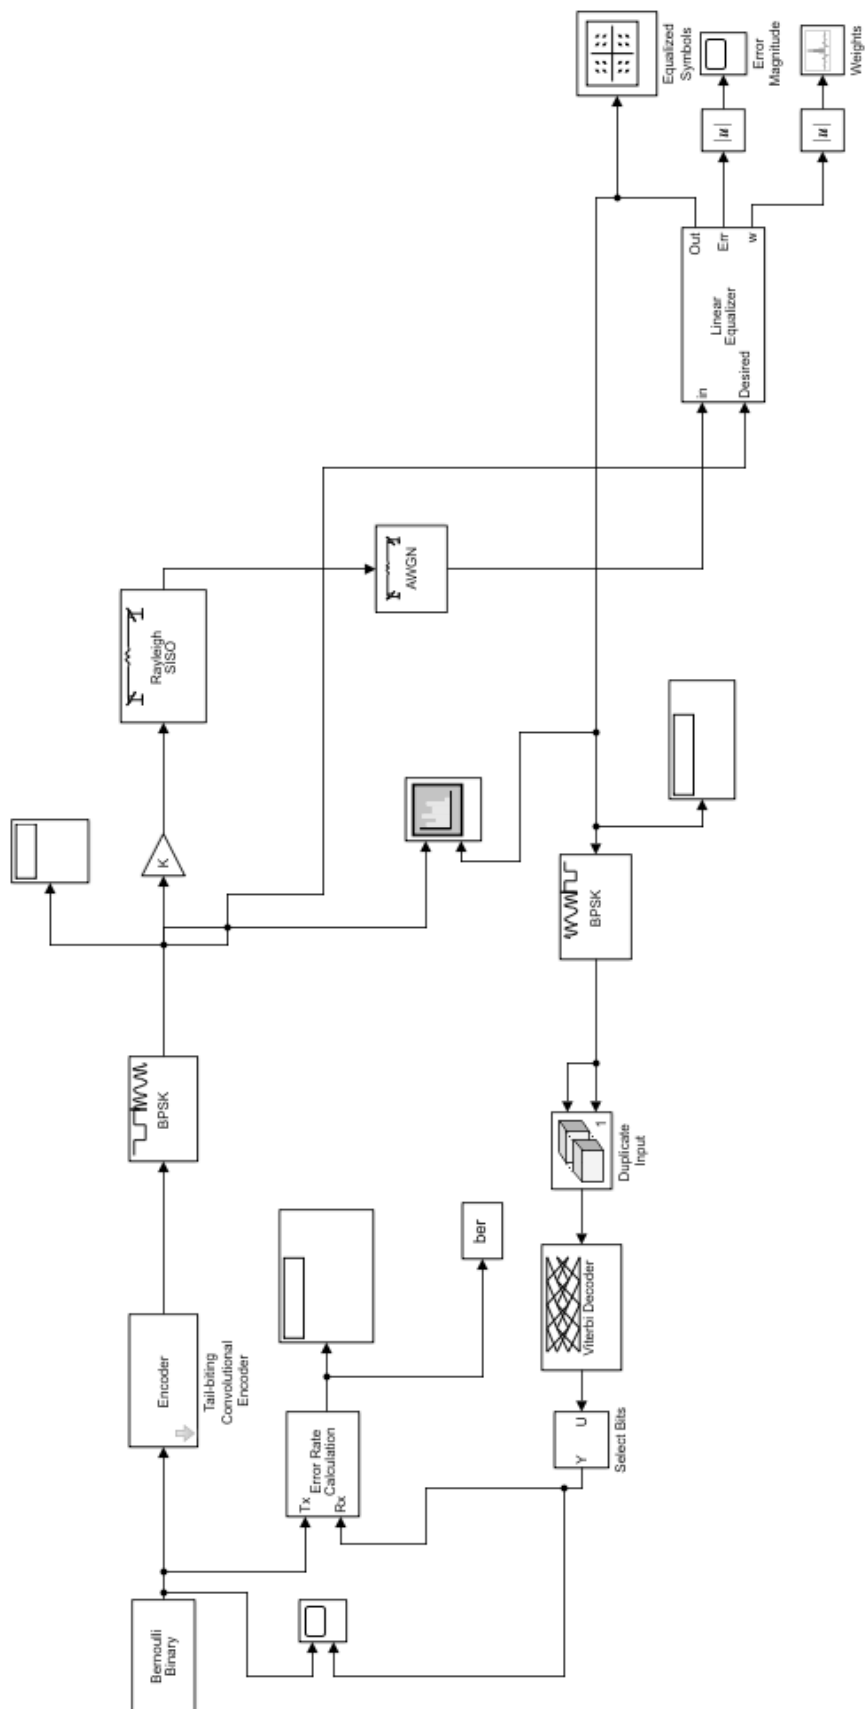 Bernoulli
Binary
Encoder
Tail-biting
Convolutional
Encoder
BPSK
K
Rayleigh
SISO
AWGN
in
Desired
Linear
Equalizer
Out
Err
w
Equalized
Symbols
|u|
Error
Magnitude
|u|
Weights
BPSK
1
Duplicate
Input
Viterbi Decoder
U
Y
Select Bits
Tx
Rx
Error Rate
Calculation
ber